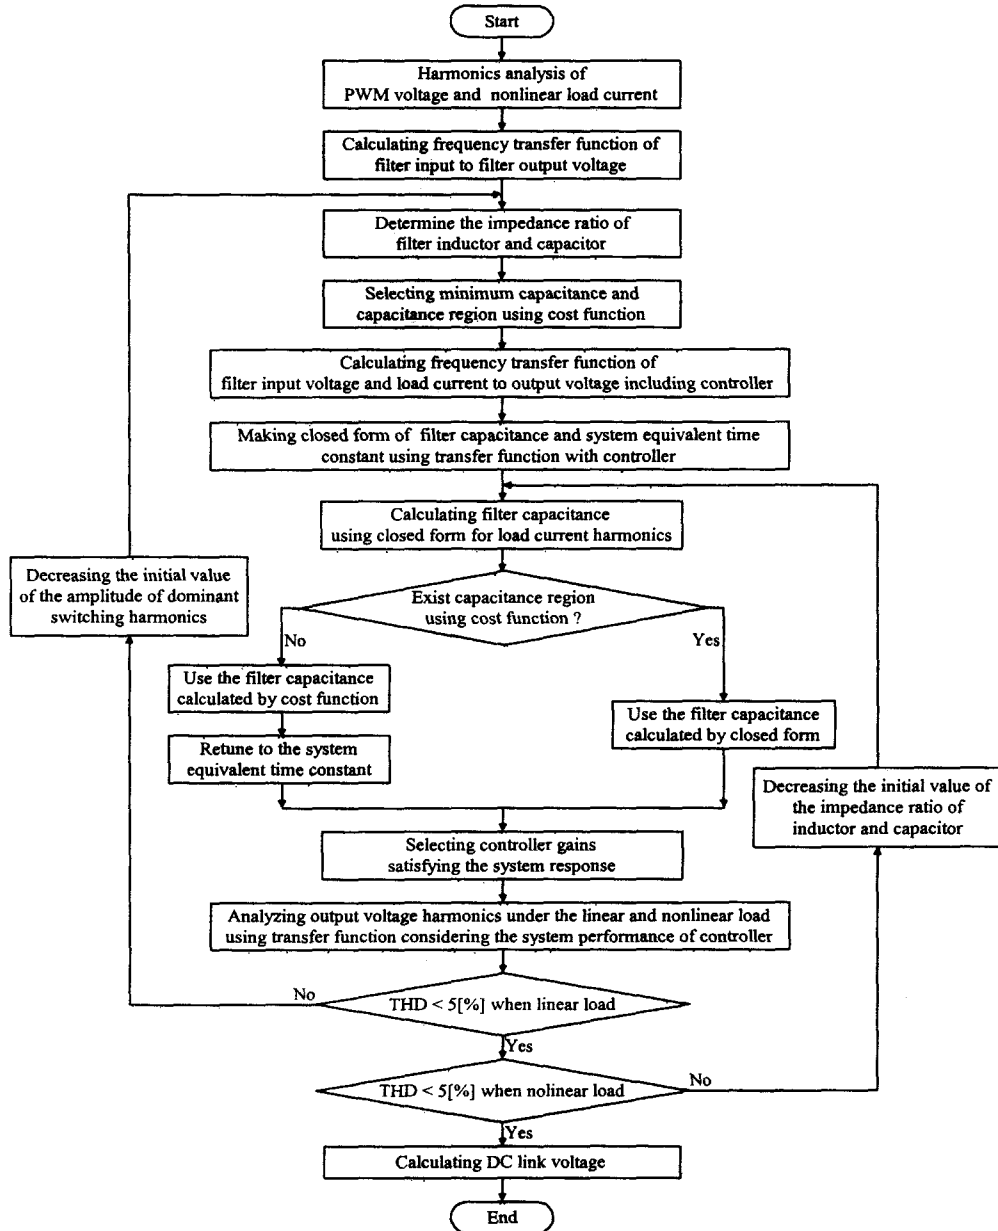 Start
Harmonics analysis of
PWM voltage and nonlinear load current
Calculating frequency transfer function of
filter input to filter output voltage
Determine the impedance ratio of
filter inductor and capacitor
Selecting minimum capacitance and
capacitance region using cost function
Calculating frequency transfer function of
filter input voltage and load current to output voltage including controller
Making closed form of filter capacitance and system equivalent time
constant using transfer function with controller
Calculating filter capacitance
using closed form for load current harmonics
Decreasing the initial value
of the amplitude of dominant
switching harmonics
Exist capacitance region
using cost function ?
No
Yes
Use the filter capacitance
calculated by cost function
Use the filter capacitance
calculated by closed form
Retune to the system
equivalent time constant
Decreasing the initial value of
the impedance ratio of
inductor and capacitor
Selecting controller gains
satisfying the system response
Analyzing output voltage harmonics under the linear and nonlinear load
using transfer function considering the system performance of controller
No
THD < 5[%] when linear load
Yes
THD < 5[%] when nolinear load
No
Yes
Calculating DC link voltage
End